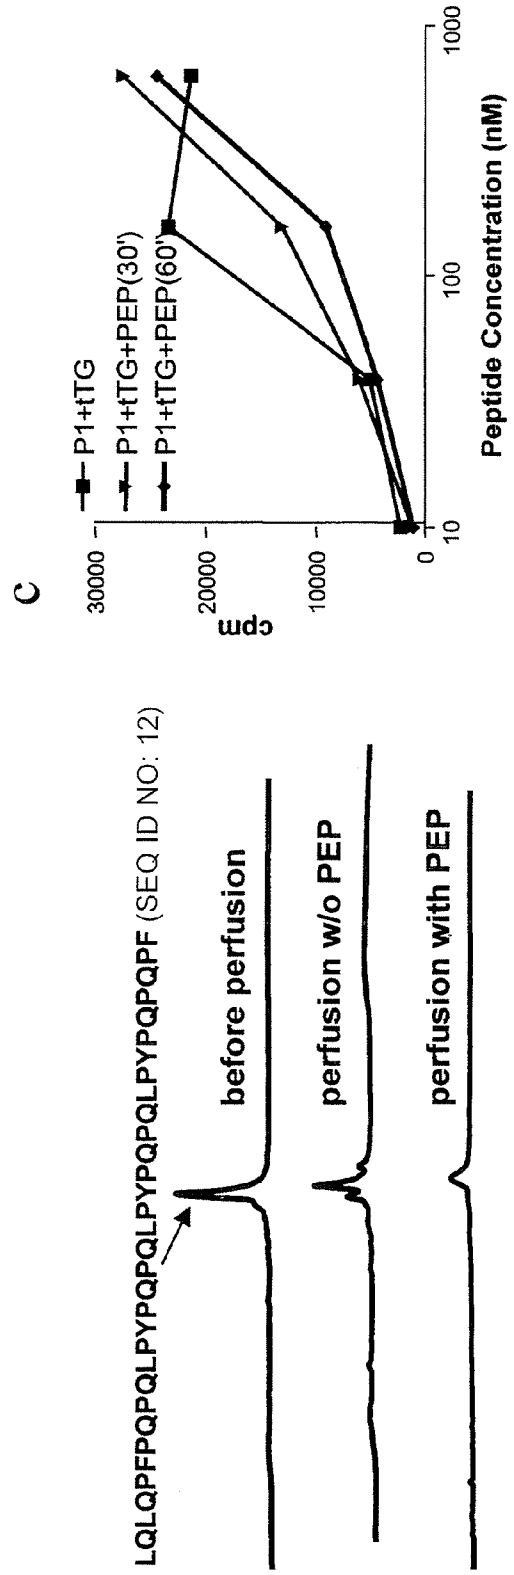 LQLQPFPQPQLPYPQPQLPYPQPQLPYPQPQPF (SEQ ID NO: 12)
before perfusion
perfusion w/o PEP
perfusion with PEP
C
P1+tTG
P1+tTG+PEP(30')
P1+tTG+PEP(60')
30000
20000
10000
0
cpm
10
100
1000
Peptide Concentration (nM)